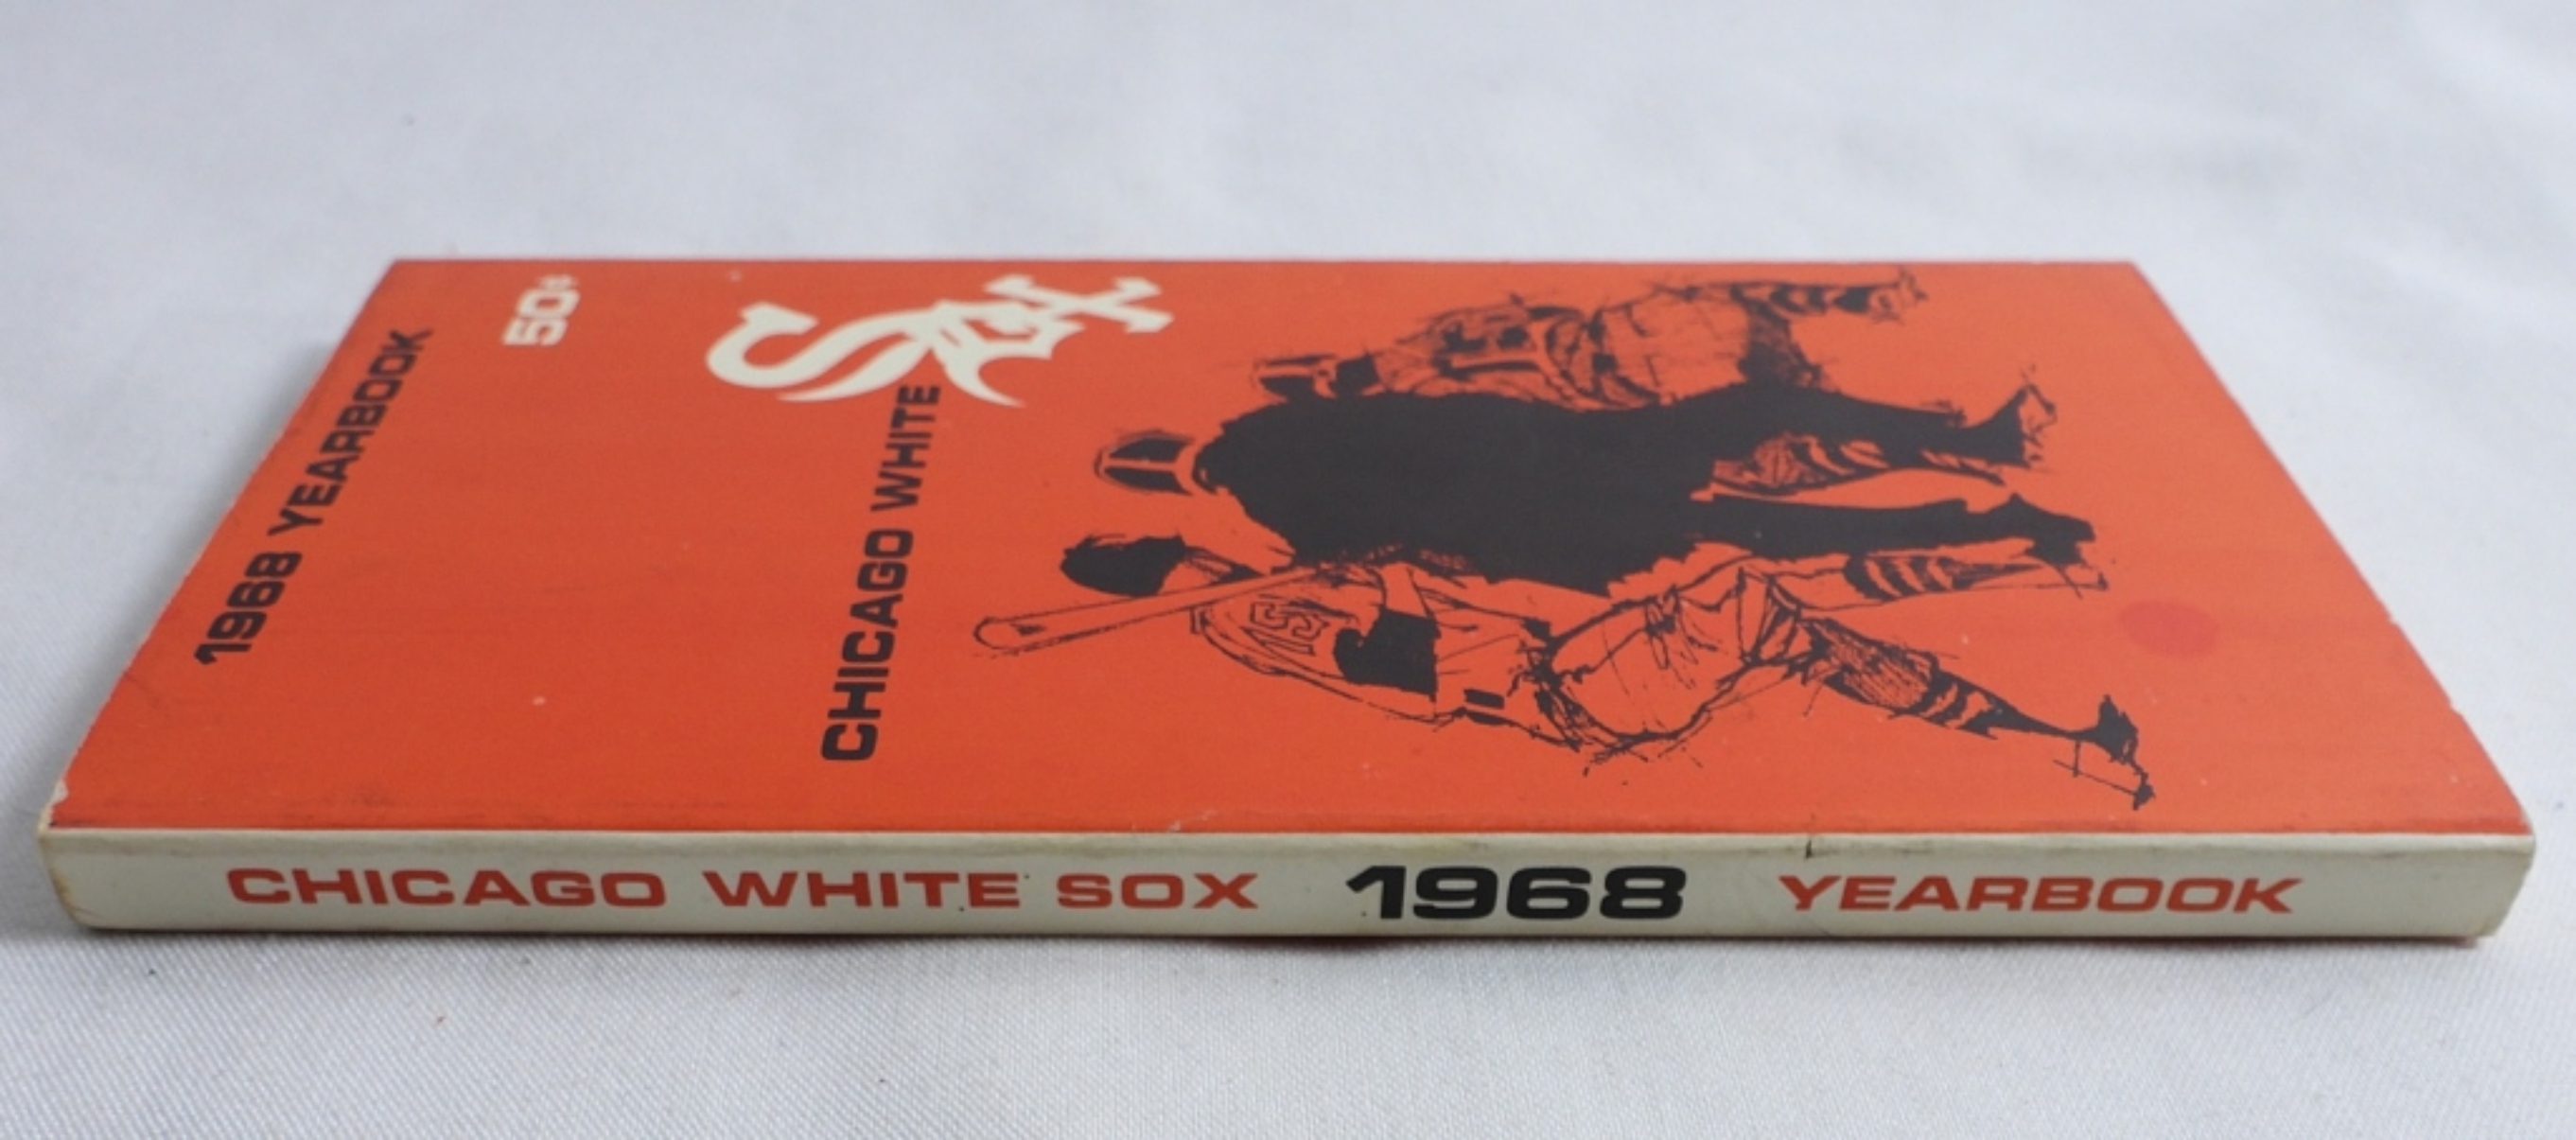 1968 YEARBOOK
50¢
CHICAGO WHITE
Sox
CHICAGO WHITE SOX 1968 YEARBOOK